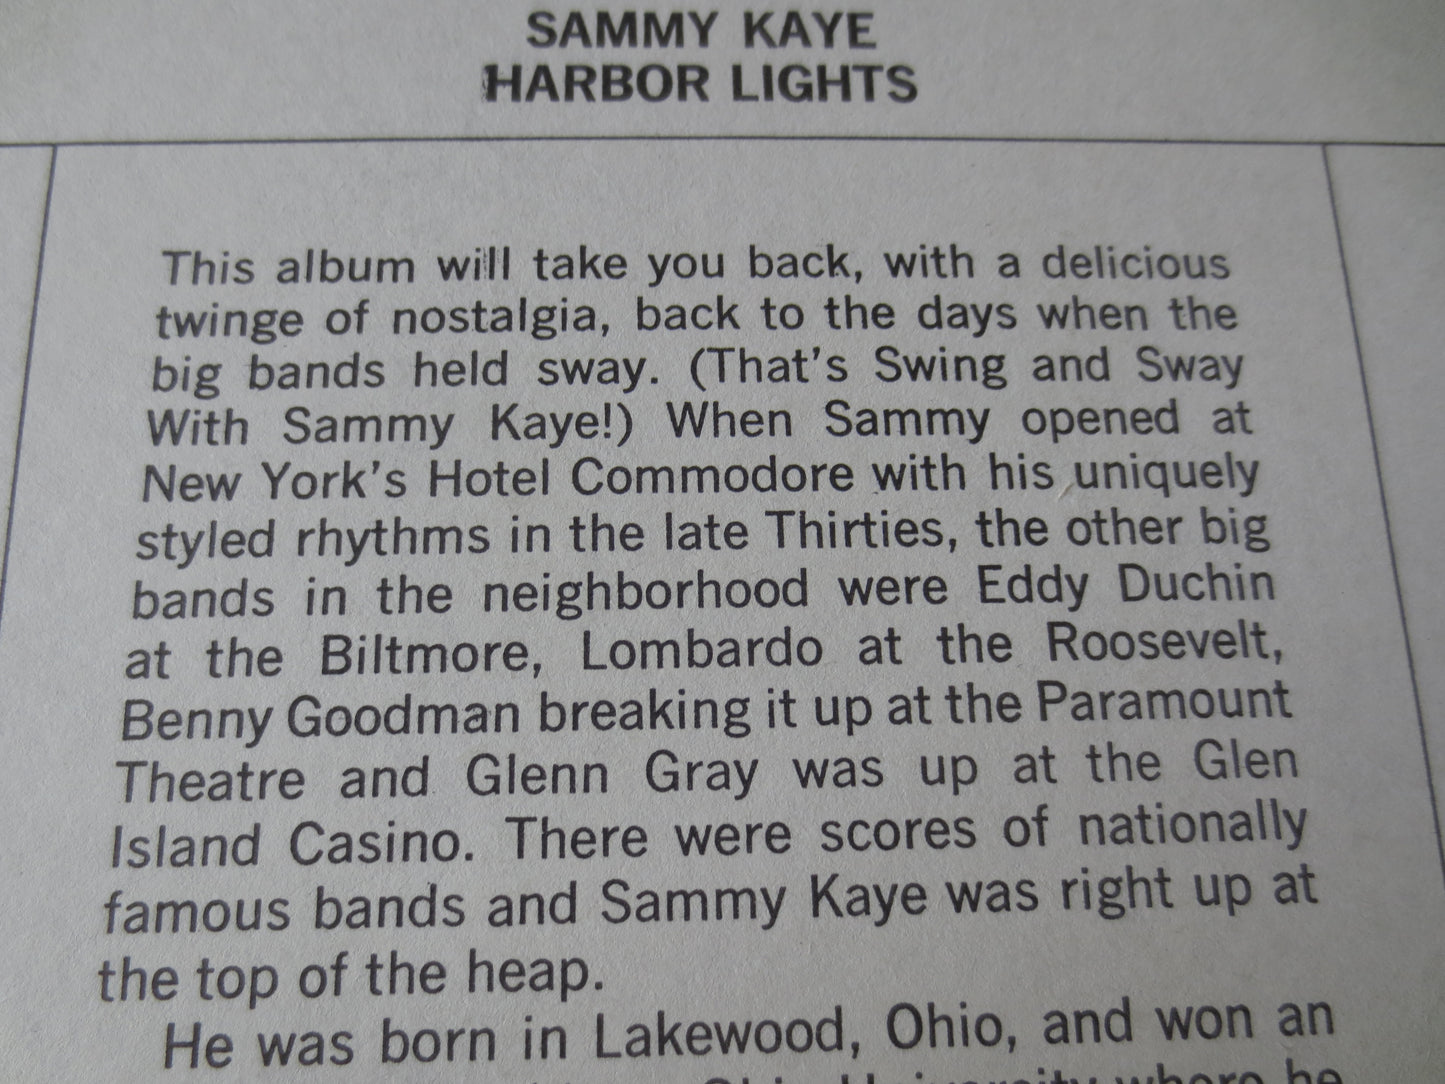 SAMMY KAYE
HARBOR LIGHTS
This album will take you back, with a delicious
twinge of nostalgia, back to the days when the
big bands held sway. (That's Swing and Sway
With Sammy Kaye!) When Sammy opened at
New York's Hotel Commodore with his uniquely
styled rhythms in the late Thirties, the other big
bands in the neighborhood were Eddy Duchin
at the Biltmore, Lombardo at the Roosevelt,
Benny Goodman breaking it up at the Paramount
Theatre and Glenn Gray was up at the Glen
Island Casino. There were scores of nationally
famous bands and Sammy Kaye was right up at
the top of the heap.
He was born in Lakewood, Ohio, and won an
Ohio University where he